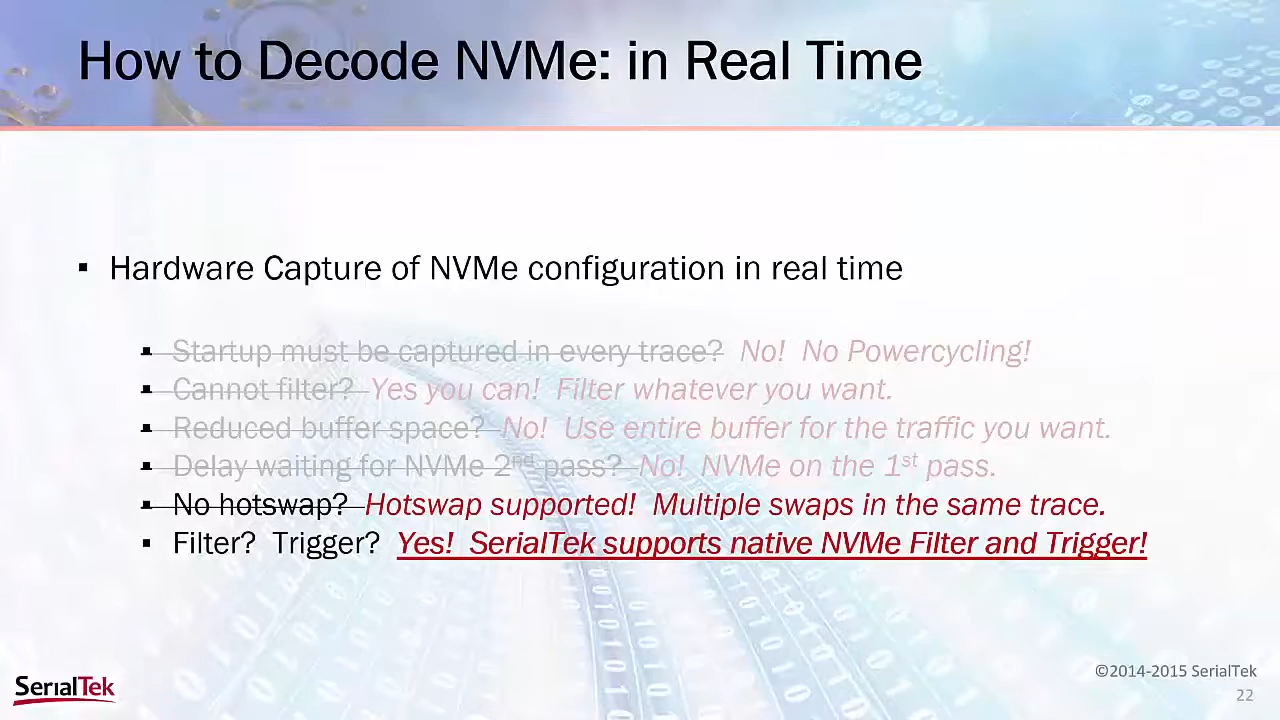 How to Decode NVMe: in Real Time
▪ Hardware Capture of NVMe configuration in real time
▪ Startup must be captured in every trace? No! No Powercycling!
▪ Cannot filter? Yes you can! Filter whatever you want.
▪ Reduced buffer space? No! Use entire buffer for the traffic you want.
▪ Delay waiting for NVMe 2nd pass? No! NVMe on the 1st pass.
▪ No hotswap? Hotswap supported! Multiple swaps in the same trace.
▪ Filter? Trigger? Yes! SerialTek supports native NVMe Filter and Trigger!
SerialTek
©2014-2015 SerialTek
22